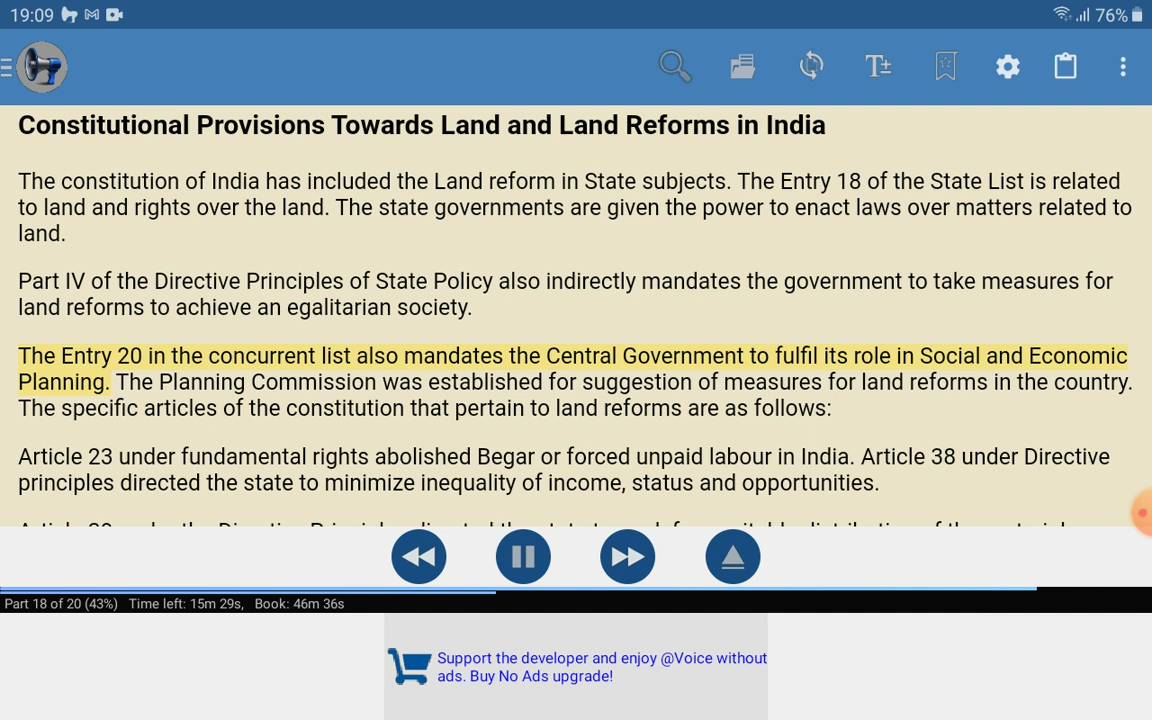 19:09
76%
T±
Constitutional Provisions Towards Land and Land Reforms in India
The constitution of India has included the Land reform in State subjects. The Entry 18 of the State List is related
to land and rights over the land. The state governments are given the power to enact laws over matters related to
land.
Part IV of the Directive Principles of State Policy also indirectly mandates the government to take measures for
land reforms to achieve an egalitarian society.
The Entry 20 in the concurrent list also mandates the Central Government to fulfil its role in Social and Economic
Planning. The Planning Commission was established for suggestion of measures for land reforms in the country.
The specific articles of the constitution that pertain to land reforms are as follows:
Article 23 under fundamental rights abolished Begar or forced unpaid labour in India. Article 38 under Directive
principles directed the state to minimize inequality of income, status and opportunities.
Part 18 of 20 (43%) Time left: 15m 29s, Book: 46m 36s
Support the developer and enjoy @Voice without
ads. Buy No Ads upgrade!